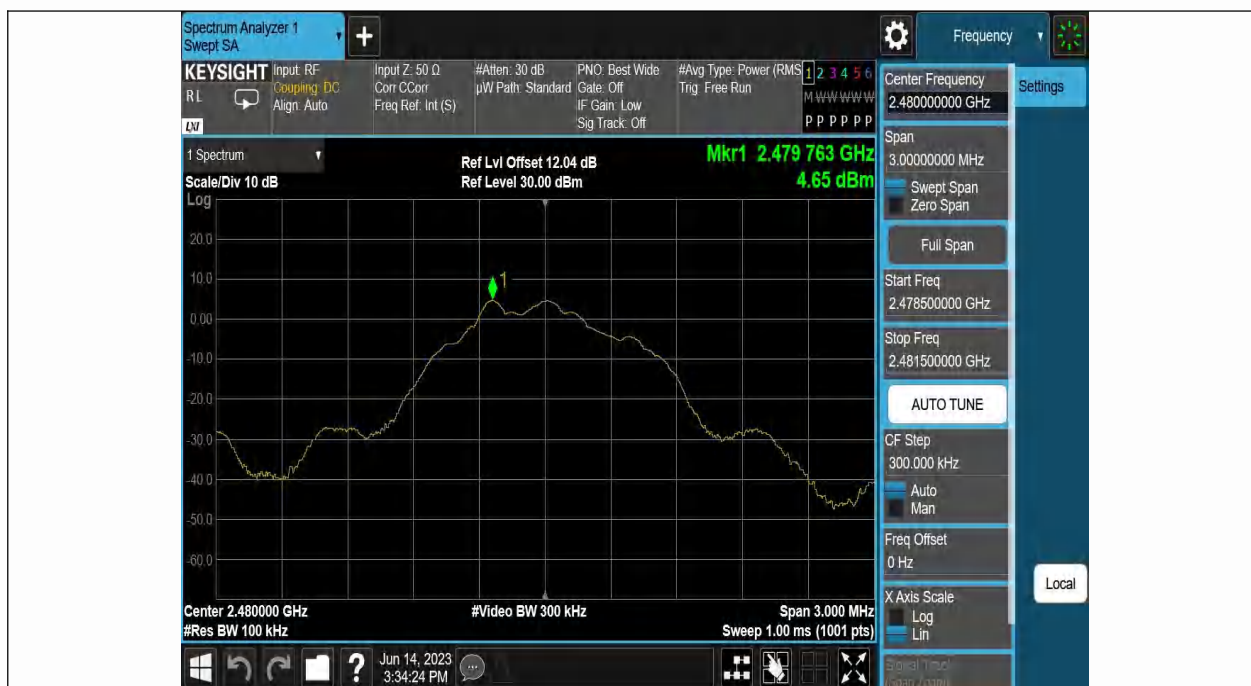 Spectrum Analyzer 1
Swept SA
+
Frequency
KEYSIGHT
RL
LXI
Input: RF
Coupling: DC
Align: Auto
Input Z: 50 Ω
Corr CCorr
Freq Ref: Int (S)
#Atten: 30 dB
µW Path: Standard
PNO: Best Wide
Gate: Off
IF Gain: Low
Sig Track: Off
#Avg Type: Power (RMS
Trig: Free Run
1 2 3 4 5 6
M W W W W W
P P P P P P
1 Spectrum
Scale/Div 10 dB
Log
Ref Lvl Offset 12.04 dB
Ref Level 30.00 dBm
Mkr1 2.479 763 GHz
4.65 dBm
1
20.0
10.0
0.00
-10.0
-20.0
-30.0
-40.0
-50.0
-60.0
Center 2.480000 GHz
#Res BW 100 kHz
#Video BW 300 kHz
Span 3.000 MHz
Sweep 1.00 ms (1001 pts)
Center Frequency
2.480000000 GHz
Span
3.00000000 MHz
Swept Span
Zero Span
Full Span
Start Freq
2.478500000 GHz
Stop Freq
2.481500000 GHz
AUTO TUNE
CF Step
300.000 kHz
Auto
Man
Freq Offset
0 Hz
X Axis Scale
Log
Lin
Settings
Local
?
Jun 14, 2023
3:34:24 PM